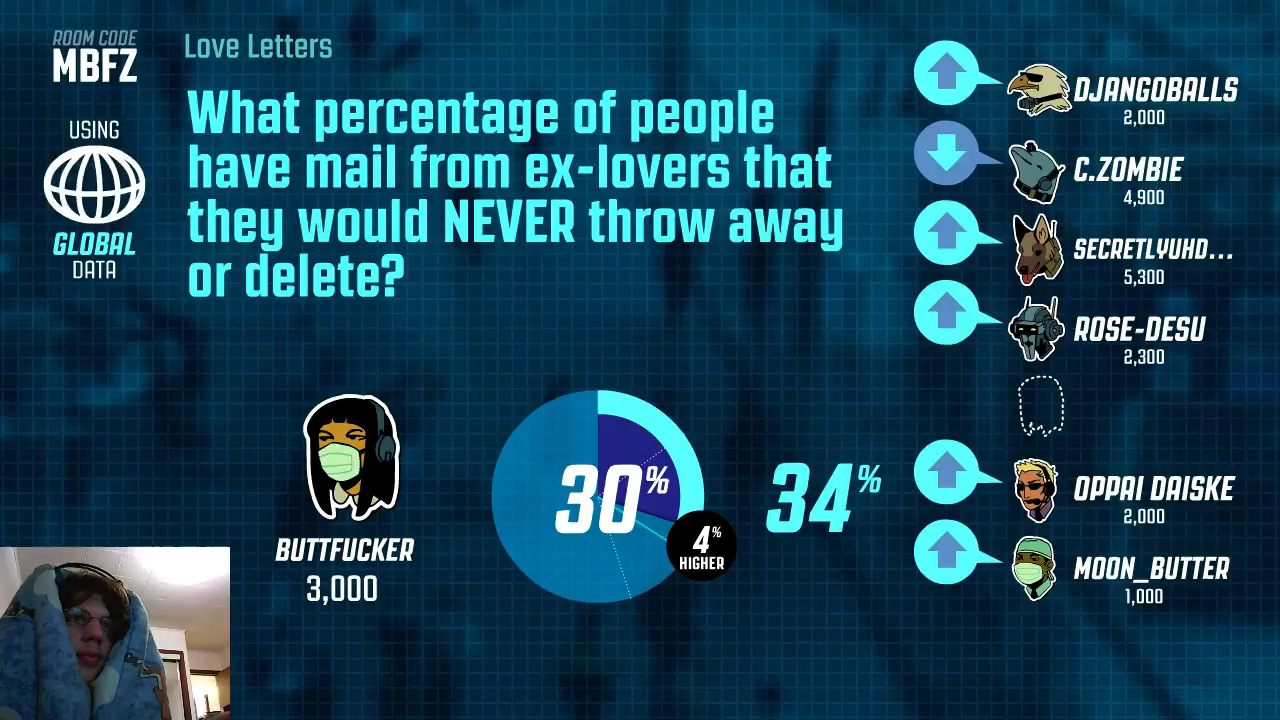 ROOM CODE
MBFZ
USING
GLOBAL
DATA
Love Letters
What percentage of people
have mail from ex-lovers that
they would NEVER throw away
or delete?
BUTTFUCKER
3,000
30%
4%
HIGHER
34%
DJANGOBALLS
2,000
C.ZOMBIE
4,900
SECRETLYUHD...
5,300
ROSE-DESU
2,300
OPPAI DAISKE
2,000
MOON_BUTTER
1,000